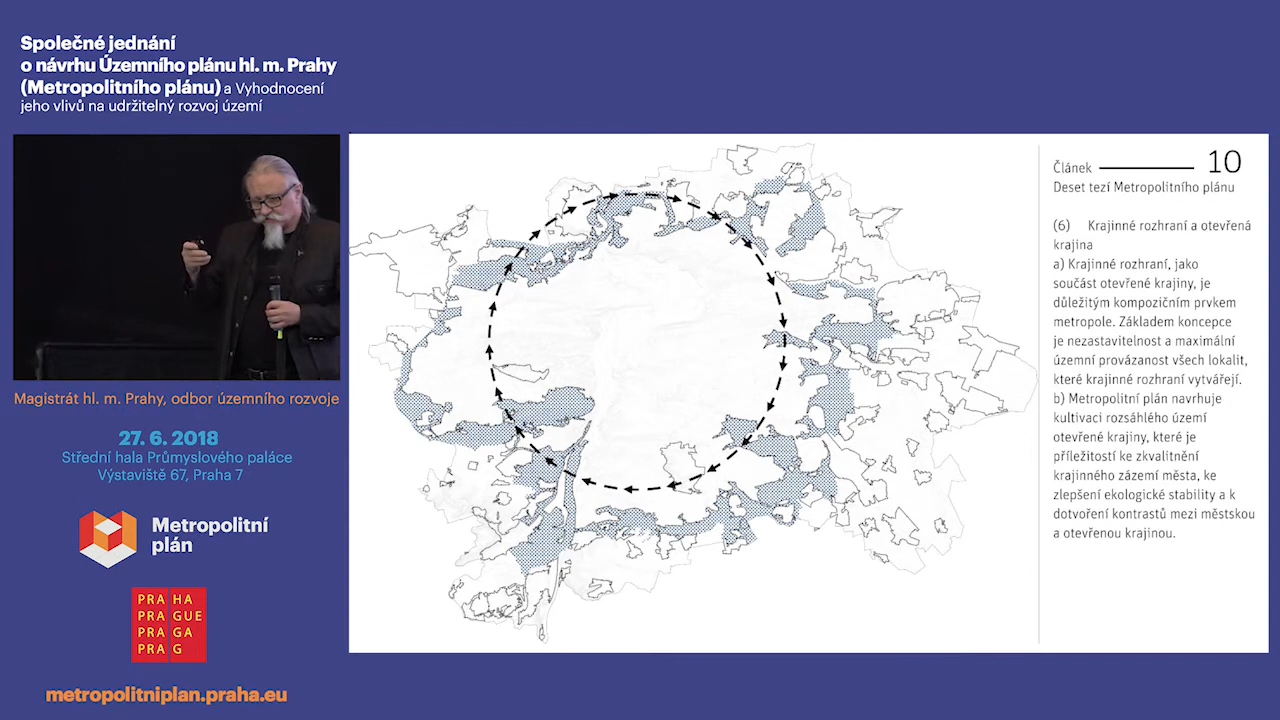 Společné jednání
o návrhu Územního plánu hl. m. Prahy
(Metropolitního plánu) a Vyhodnocení
jeho vlivů na udržitelný rozvoj území
Magistrát hl. m. Prahy, odbor územního rozvoje
27. 6. 2018
Střední hala Průmyslového paláce
Výstaviště 67, Praha 7
Metropolitní
plán
PRA HA
PRA GUE
PRA GA
PRA G
metropolitniplan.praha.eu
Článek 10
Deset tezí Metropolitního plánu
(6) Krajinné rozhraní a otevřená
krajina
a) Krajinné rozhraní, jako
součást otevřené krajiny, je
důležitým kompozičním prvkem
metropole. Základem koncepce
je nezastavitelnost a maximální
územní provázanost všech lokalit,
které krajinné rozhraní vytvářejí.
b) Metropolitní plán navrhuje
kultivaci rozsáhlého území
otevřené krajiny, které je
příležitostí ke zkvalitnění
krajinného zázemí města, ke
zlepšení ekologické stability a k
dotvoření kontrastů mezi městskou
a otevřenou krajinou.